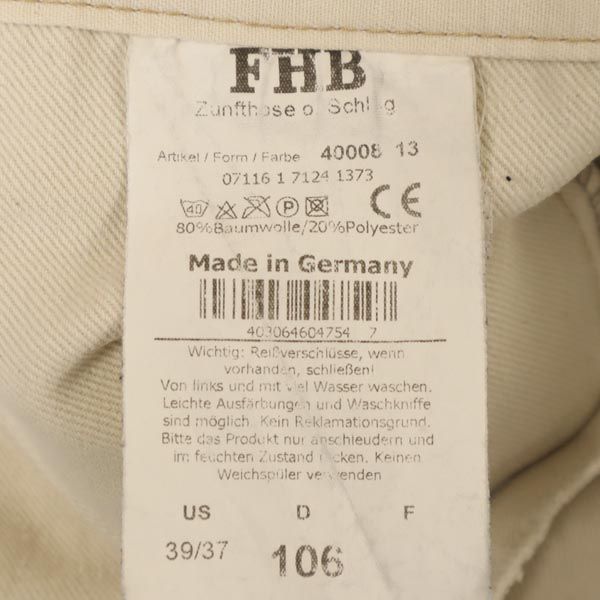 FHB
Zunfthose o. Schlag
Artikel / Form / Farbe 40008 13
07116 1 7124 1373
40 P CE
80%Baumwolle/20%Polyester
Made in Germany
403064604754 7
Wichtig: Reißverschlüsse, wenn
vorhanden, schließen!
Von links und mit viel Wasser waschen.
Leichte Ausfärbungen und Waschkniffe
sind möglich. Kein Reklamationsgrund.
Bitte das Produkt nur anschleudern und
im feuchten Zustand recken. Keinen
Weichspüler verwenden
US D F
39/37 106